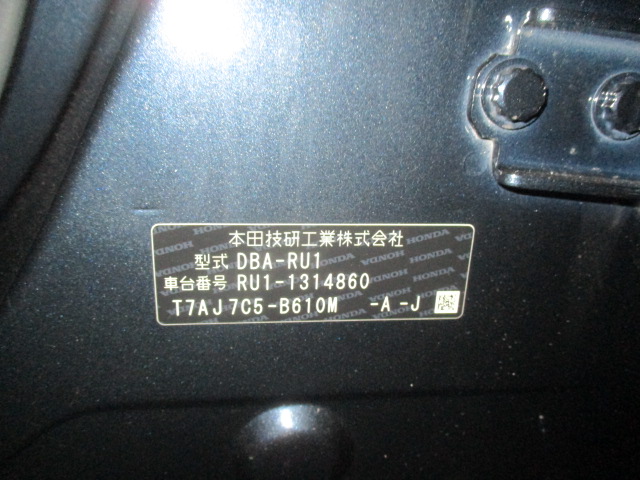 本田技研工業株式会社
型式 DBA-RU1
車台番号 RU1-1314860
T7AJ7C5-B610M -A-J